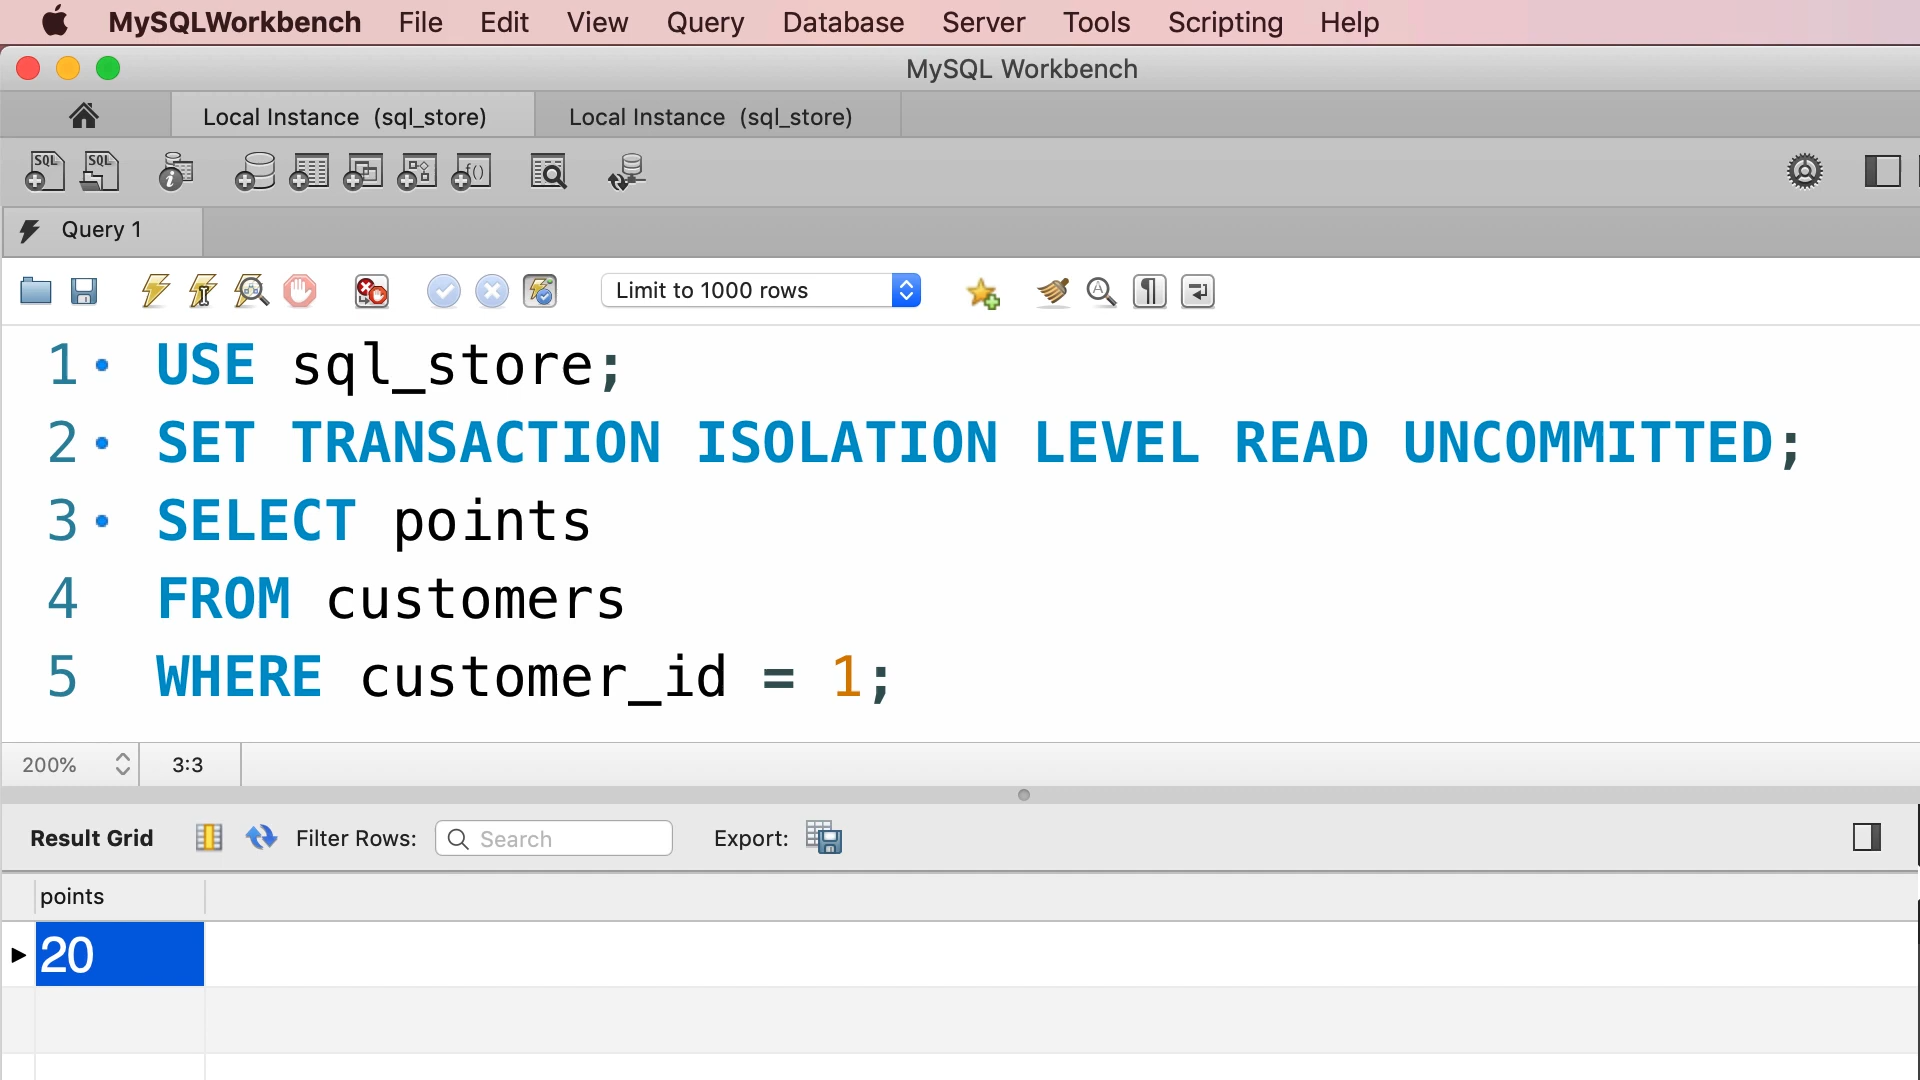 MySQLWorkbench File Edit View Query Database Server Tools Scripting Help
MySQL Workbench
Local Instance (sql_store) Local Instance (sql_store)
SQL SQL i f()
Query 1
Limit to 1000 rows
1 USE sql_store;
2 SET TRANSACTION ISOLATION LEVEL READ UNCOMMITTED;
3 SELECT points
4 FROM customers
5 WHERE customer_id = 1;
200% 3:3
Result Grid Filter Rows: Search Export:
points
20